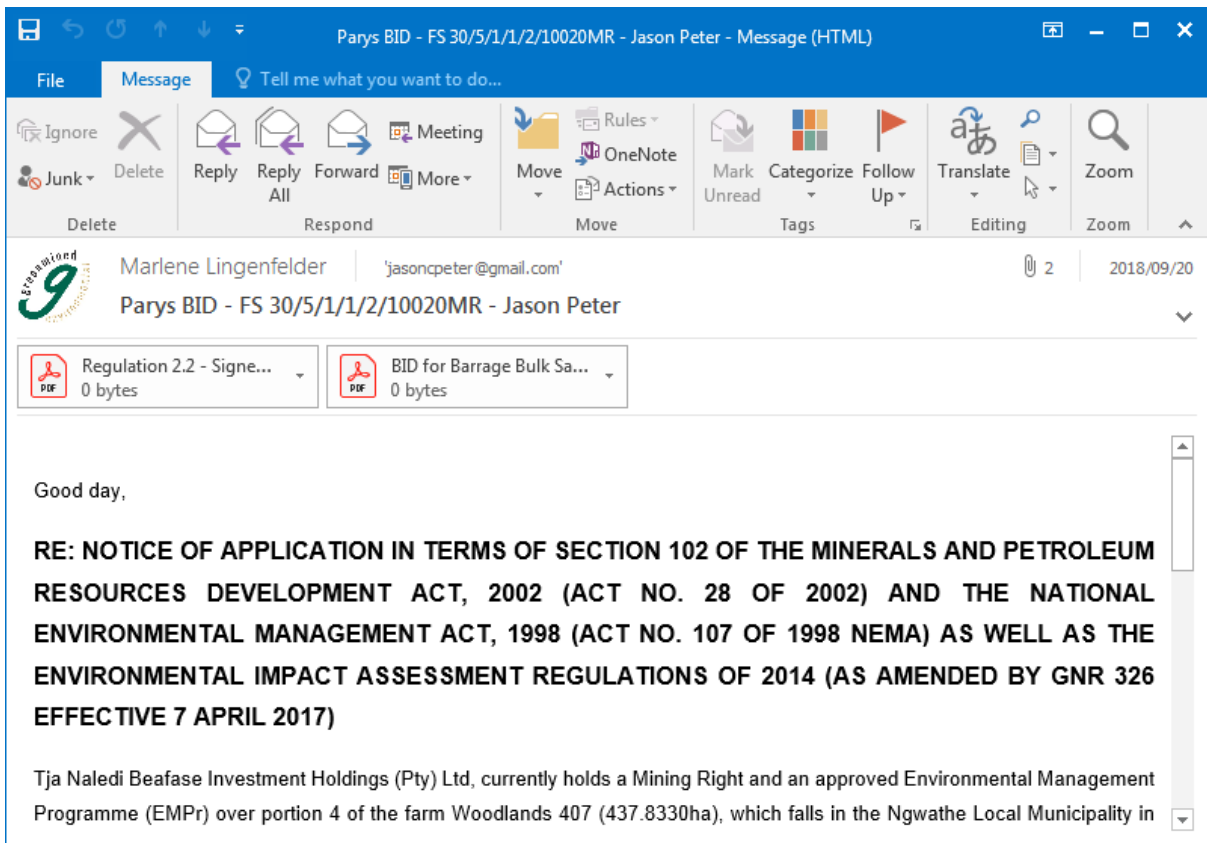 Parys BID - FS 30/5/1/1/2/10020MR - Jason Peter - Message (HTML)
File Message Tell me what you want to do...
Ignore
Junk
Delete
Reply
Reply All
Forward
Meeting
More
Move
Rules
OneNote
Actions
Mark Unread
Categorize
Follow Up
Translate
Zoom
Delete Respond Move Tags Editing Zoom
greenmined
Marlene Lingenfelder 'jasoncpeter@gmail.com' 2 2018/09/20
Parys BID - FS 30/5/1/1/2/10020MR - Jason Peter
PDF Regulation 2.2 - Signe...
0 bytes
PDF BID for Barrage Bulk Sa...
0 bytes
Good day,
RE: NOTICE OF APPLICATION IN TERMS OF SECTION 102 OF THE MINERALS AND PETROLEUM
RESOURCES DEVELOPMENT ACT, 2002 (ACT NO. 28 OF 2002) AND THE NATIONAL
ENVIRONMENTAL MANAGEMENT ACT, 1998 (ACT NO. 107 OF 1998 NEMA) AS WELL AS THE
ENVIRONMENTAL IMPACT ASSESSMENT REGULATIONS OF 2014 (AS AMENDED BY GNR 326
EFFECTIVE 7 APRIL 2017)
Tja Naledi Beafase Investment Holdings (Pty) Ltd, currently holds a Mining Right and an approved Environmental Management
Programme (EMPr) over portion 4 of the farm Woodlands 407 (437.8330ha), which falls in the Ngwathe Local Municipality in